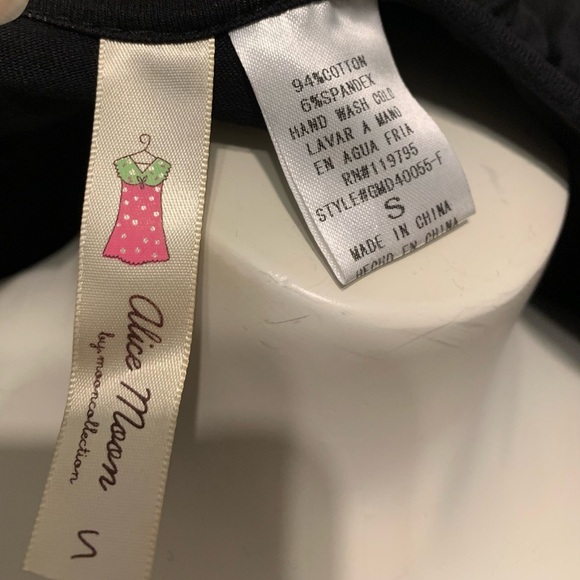 Alice Moon
by.mooncollection
S
94%COTTON
6%SPANDEX
HAND WASH COLD
LAVAR A MANO
EN AGUA FRIA
RN#119795
STYLE#GMD40055-F
S
MADE IN CHINA
HECHO EN CHINA